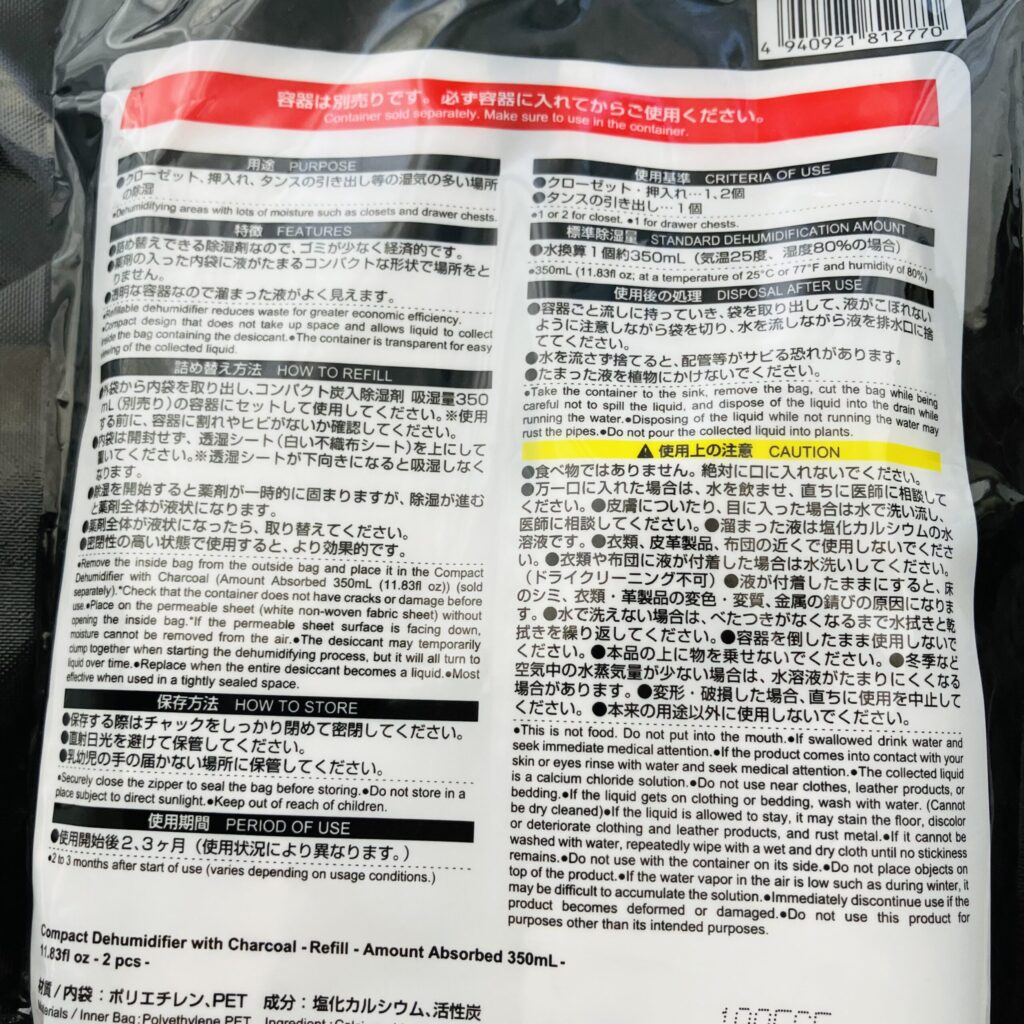 4 940921 812770
容器は別売りです。必ず容器に入れてからご使用ください。
Container sold separately. Make sure to use in the container.
用途 PURPOSE
●クローゼット、押入れ、タンスの引き出し等の湿気の多い場所
の除湿
●Dehumidifying areas with lots of moisture such as closets and drawer chests.
特徴 FEATURES
●詰め替えできる除湿剤なので、ゴミが少なく経済的です。
●薬剤の入った内袋に液がたまるコンパクトな形状で場所をと
りません。
●透明な容器なので溜まった液がよく見えます。
●Refillable dehumidifier reduces waste for greater economic efficiency.
●Compact design that does not take up space and allows liquid to collect
inside the bag containing the desiccant.●The container is transparent for easy
viewing of the collected liquid.
詰め替え方法 HOW TO REFILL
●外袋から内袋を取り出し、コンパクト炭入除湿剤 吸湿量350
mL(別売り)の容器にセットして使用してください。※使用
する前に、容器に割れやヒビがないか確認してください。
●内袋は開封せず、透湿シート(白い不織布シート)を上にして
置いてください。※透湿シートが下向きになると吸湿しなく
なります。
●除湿を開始すると薬剤が一時的に固まりますが、除湿が進む
と薬剤全体が液状になります。
●薬剤全体が液状になったら、取り替えてください。
●密閉性の高い状態で使用すると、より効果的です。
●Remove the inside bag from the outside bag and place it in the Compact
Dehumidifier with Charcoal (Amount Absorbed 350mL (11.83fl oz)) (sold
separately).*Check that the container does not have cracks or damage before
use.●Place on the permeable sheet (white non-woven fabric sheet) without
opening the inside bag.*If the permeable sheet surface is facing down,
moisture cannot be removed from the air.●The desiccant may temporarily
clump together when starting the dehumidifying process, but it will all turn to
liquid over time.●Replace when the entire desiccant becomes a liquid.●Most
effective when used in a tightly sealed space.
保存方法 HOW TO STORE
●保存する際はチャックをしっかり閉めて密閉してください。
●直射日光を避けて保管してください。
●乳幼児の手の届かない場所に保管してください。
●Securely close the zipper to seal the bag before storing.●Do not store in a
place subject to direct sunlight.●Keep out of reach of children.
使用期間 PERIOD OF USE
●使用開始後2、3ヶ月(使用状況により異なります。)
●2 to 3 months after start of use (varies depending on usage conditions.)
使用基準 CRITERIA OF USE
●クローゼット・押入れ…1、2個
●タンスの引き出し…1個
●1 or 2 for closet. ●1 for drawer chests.
標準除湿量 STANDARD DEHUMIDIFICATION AMOUNT
●水換算1個約350mL(気温25度、湿度80%の場合)
●350mL (11.83fl oz; at a temperature of 25°C or 77°F and humidity of 80%)
使用後の処理 DISPOSAL AFTER USE
●容器ごと流しに持っていき、袋を取り出して、液がこぼれない
ように注意しながら袋を切り、水を流しながら液を排水口に捨
ててください。
●水を流さず捨てると、配管等がサビる恐れがあります。
●たまった液を植物にかけないでください。
●Take the container to the sink, remove the bag, cut the bag while being
careful not to spill the liquid, and dispose of the liquid into the drain while
running the water.●Disposing of the liquid while not running the water may
rust the pipes.●Do not pour the collected liquid into plants.
使用上の注意 CAUTION
●食べ物ではありません。絶対に口に入れないでください。
●万一口に入れた場合は、水を飲ませ、直ちに医師に相談して
ください。●皮膚についたり、目に入った場合は水で洗い流し、
医師に相談してください。●溜まった液は塩化カルシウムの水
溶液です。●衣類、皮革製品、布団の近くで使用しないでくださ
い。●衣類や布団に液が付着した場合は水洗いしてください。
(ドライクリーニング不可)●液が付着したままにすると、床
のシミ、衣類・革製品の変色・変質、金属の錆びの原因になりま
す。●水で洗えない場合は、べたつきがなくなるまで水拭きと乾
拭きを繰り返してください。●容器を倒したまま使用しないで
ください。●本品の上に物を乗せないでください。●冬季など
空気中の水蒸気量が少ない場合は、水溶液がたまりにくくなる
場合があります。●変形・破損した場合、直ちに使用を中止して
ください。●本来の用途以外に使用しないでください。
●This is not food. Do not put into the mouth.●If swallowed drink water and
seek immediate medical attention.●If the product comes into contact with your
skin or eyes rinse with water and seek medical attention.●The collected liquid
is a calcium chloride solution.●Do not use near clothes, leather products, or
bedding.●If the liquid gets on clothing or bedding, wash with water. (Cannot
be dry cleaned)●If the liquid is allowed to stay, it may stain the floor, discolor
or deteriorate clothing and leather products, and rust metal.●If it cannot be
washed with water, repeatedly wipe with a wet and dry cloth until no stickiness
remains.●Do not use with the container on its side.●Do not place objects on
top of the product.●If the water vapor in the air is low such as during winter, it
may be difficult to accumulate the solution.●Immediately discontinue use if the
product becomes deformed or damaged.●Do not use this product for
purposes other than its intended purposes.
Compact Dehumidifier with Charcoal - Refill - Amount Absorbed 350mL-
11.83fl oz - 2 pcs -
材質/内袋:ポリエチレン、PET 成分:塩化カルシウム、活性炭
Materials / Inner Bag:Polyethylene,PET Ingredient: